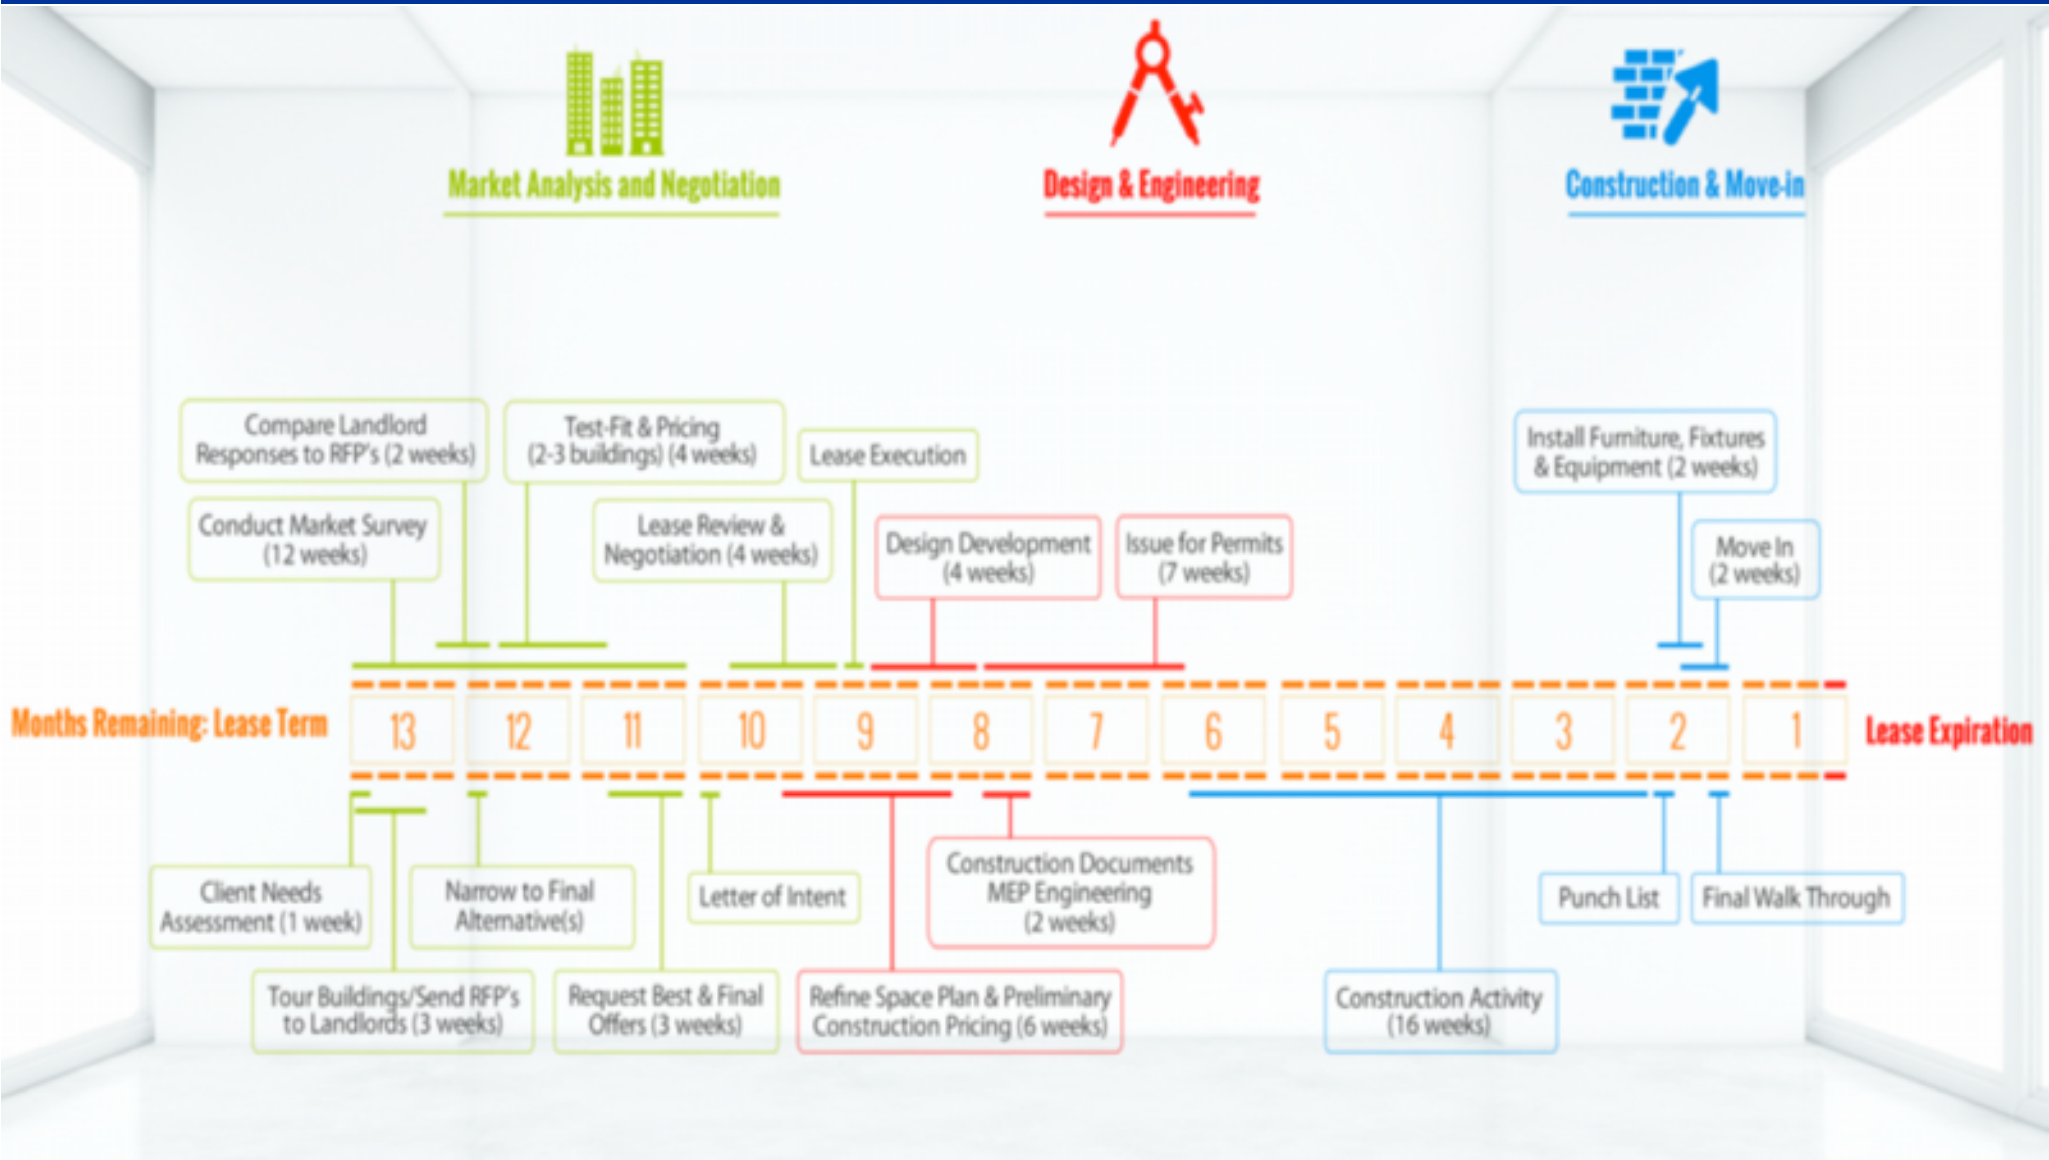 Market Analysis and Negotiation
Design & Engineering
Construction & Move-in
Compare Landlord
Responses to RFP's (2 weeks)
Test-Fit & Pricing
(2-3 buildings) (4 weeks)
Lease Execution
Install Furniture, Fixtures
& Equipment (2 weeks)
Conduct Market Survey
(12 weeks)
Lease Review &
Negotiation (4 weeks)
Design Development
(4 weeks)
Issue for Permits
(7 weeks)
Move In
(2 weeks)
Months Remaining: Lease Term
13
12
11
10
9
8
7
6
5
4
3
2
1
Lease Expiration
Client Needs
Assessment (1 week)
Narrow to Final
Alternative(s)
Letter of Intent
Construction Documents
MEP Engineering
(2 weeks)
Punch List
Final Walk Through
Tour Buildings/Send RFP's
to Landlords (3 weeks)
Request Best & Final
Offers (3 weeks)
Refine Space Plan & Preliminary
Construction Pricing (6 weeks)
Construction Activity
(16 weeks)